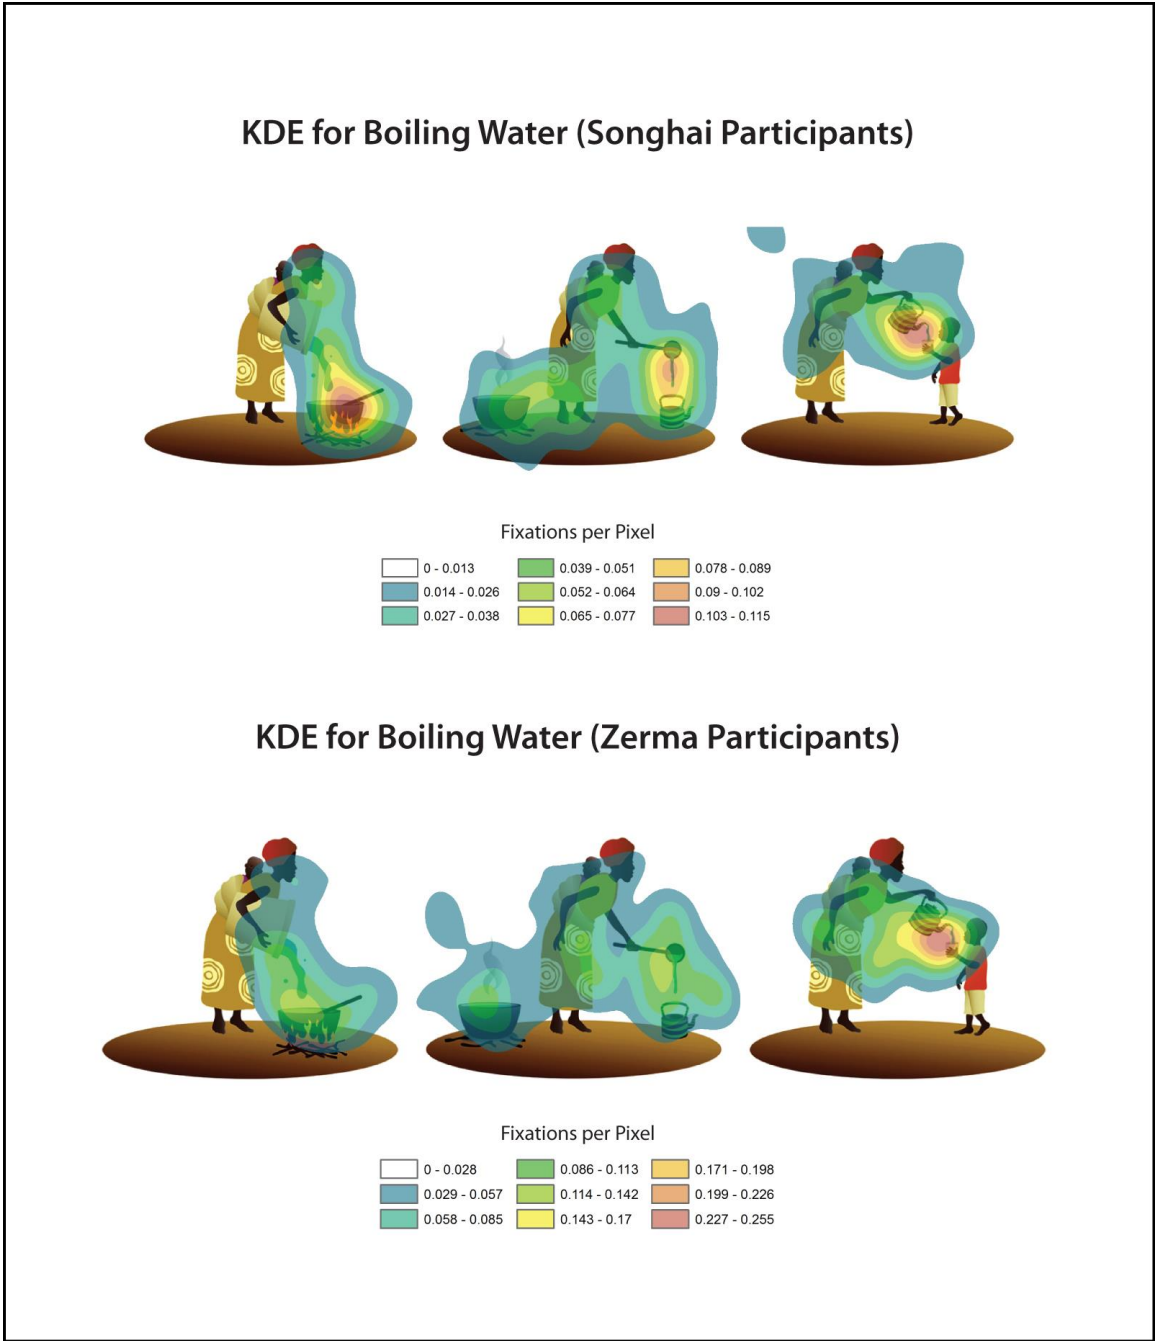 KDE for Boiling Water (Songhai Participants)
Fixations per Pixel
0 - 0.013
0.014 - 0.026
0.027 - 0.038
0.039 - 0.051
0.052 - 0.064
0.065 - 0.077
0.078 - 0.089
0.09 - 0.102
0.103 - 0.115
KDE for Boiling Water (Zerma Participants)
Fixations per Pixel
0 - 0.028
0.029 - 0.057
0.058 - 0.085
0.086 - 0.113
0.114 - 0.142
0.143 - 0.17
0.171 - 0.198
0.199 - 0.226
0.227 - 0.255